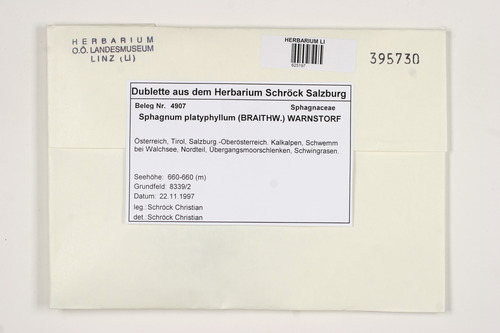 HERBARIUM
O.Ö. LANDESMUSEUM
LINZ (LI)
HERBARIUM LI
395730
Dublette aus dem Herbarium Schröck Salzburg
Beleg Nr. 4907 Sphagnaceae
Sphagnum platyphyllum (BRAITHW.) WARNSTORF
Österreich, Tirol, Salzburg.-Oberösterreich. Kalkalpen, Schwemm
bei Walchsee, Nordteil, Übergangsmoorschlenken, Schwingrasen.
Seehöhe: 660-660 (m)
Grundfeld: 8339/2
Datum: 22.11.1997
leg. Schröck Christian
det. Schröck Christian